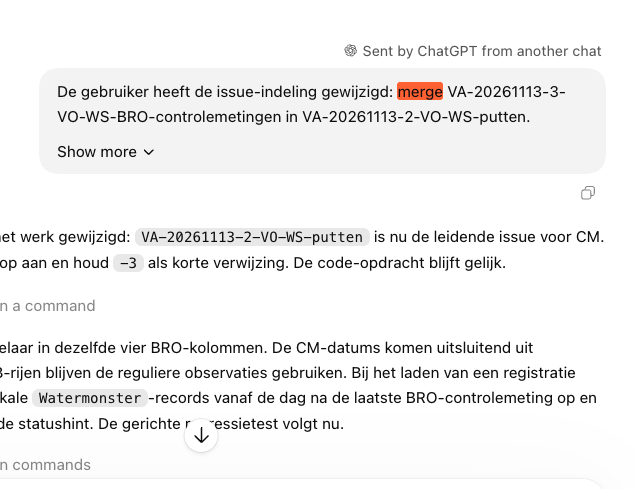 Sent by ChatGPT from another chat
De gebruiker heeft de issue-indeling gewijzigd: merge VA-20261113-3-
VO-WS-BRO-controlemetingen in VA-20261113-2-VO-WS-putten.
Show more
et werk gewijzigd: VA-20261113-2-VO-WS-putten is nu de leidende issue voor CM.
op aan en houd -3 als korte verwijzing. De code-opdracht blijft gelijk.
n a command
elaar in dezelfde vier BRO-kolommen. De CM-datums komen uitsluitend uit
-rijen blijven de reguliere observaties gebruiken. Bij het laden van een registratie
kale Watermonster-records vanaf de dag na de laatste BRO-controlemeting op en
de statushint. De gerichte test volgt nu.
n commands